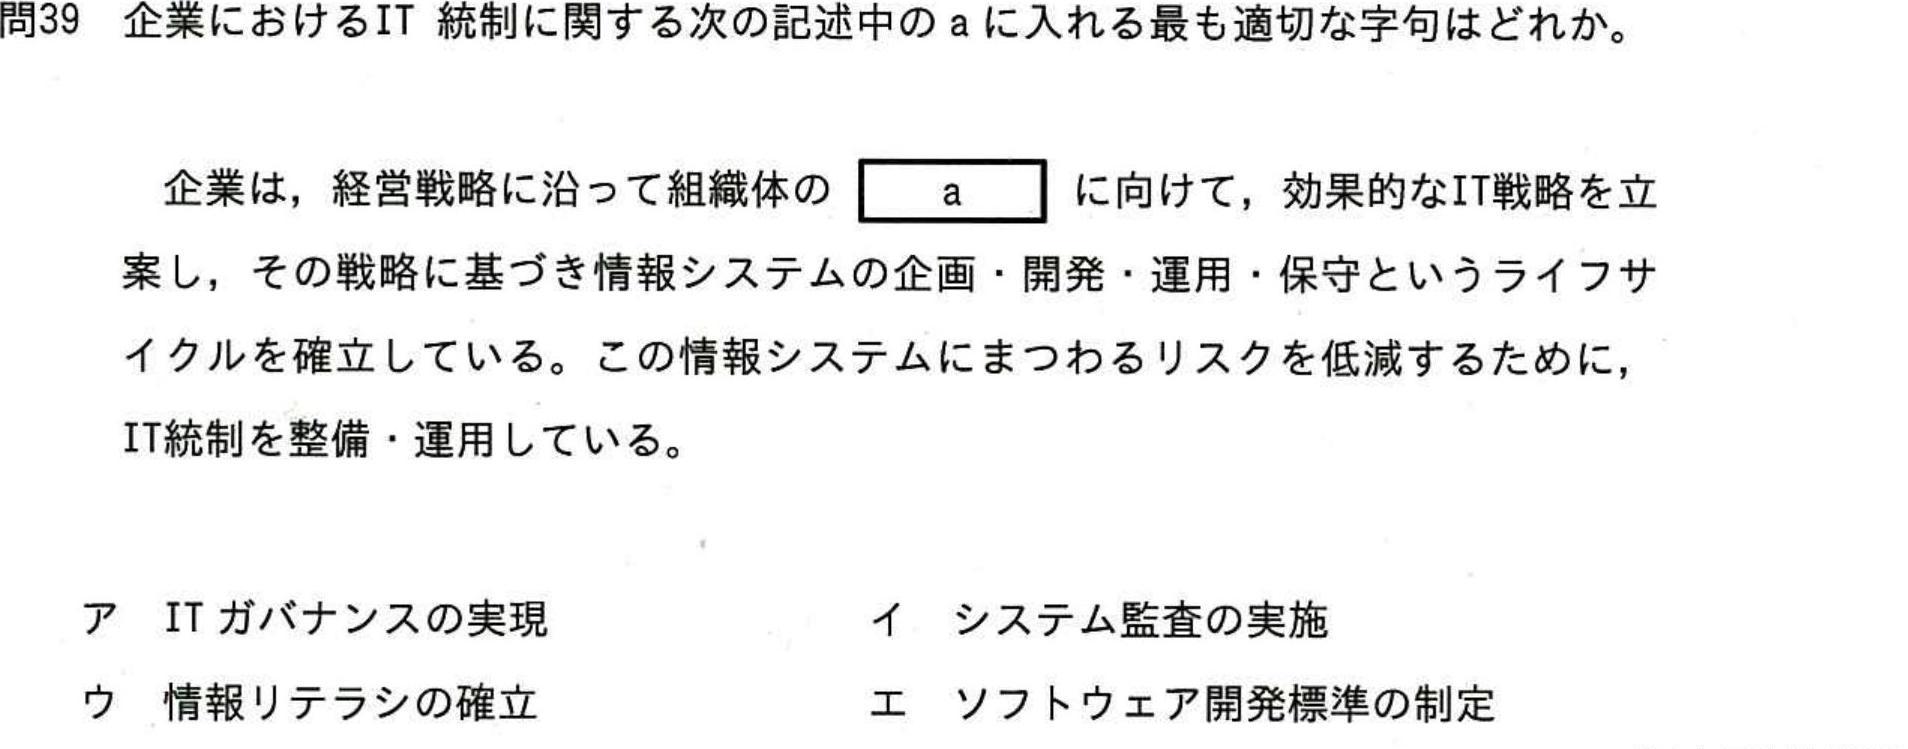 問39 企業におけるIT 統制に関する次の記述中の a に入れる最も適切な字句はどれか。
企業は，経営戦略に沿って組織体の a に向けて，効果的なIT戦略を立
案し，その戦略に基づき情報システムの企画・開発・運用・保守というライフサ
イクルを確立している。この情報システムにまつわるリスクを低減するために，
IT統制を整備・運用している。
ア IT ガバナンスの実現 イ システム監査の実施
ウ 情報リテラシの確立 エ ソフトウェア開発標準の制定